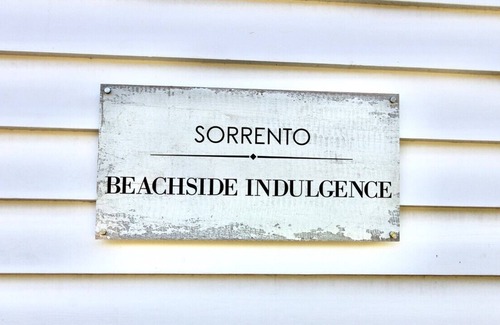 SORRENTO
BEACHSIDE INDULGENCE